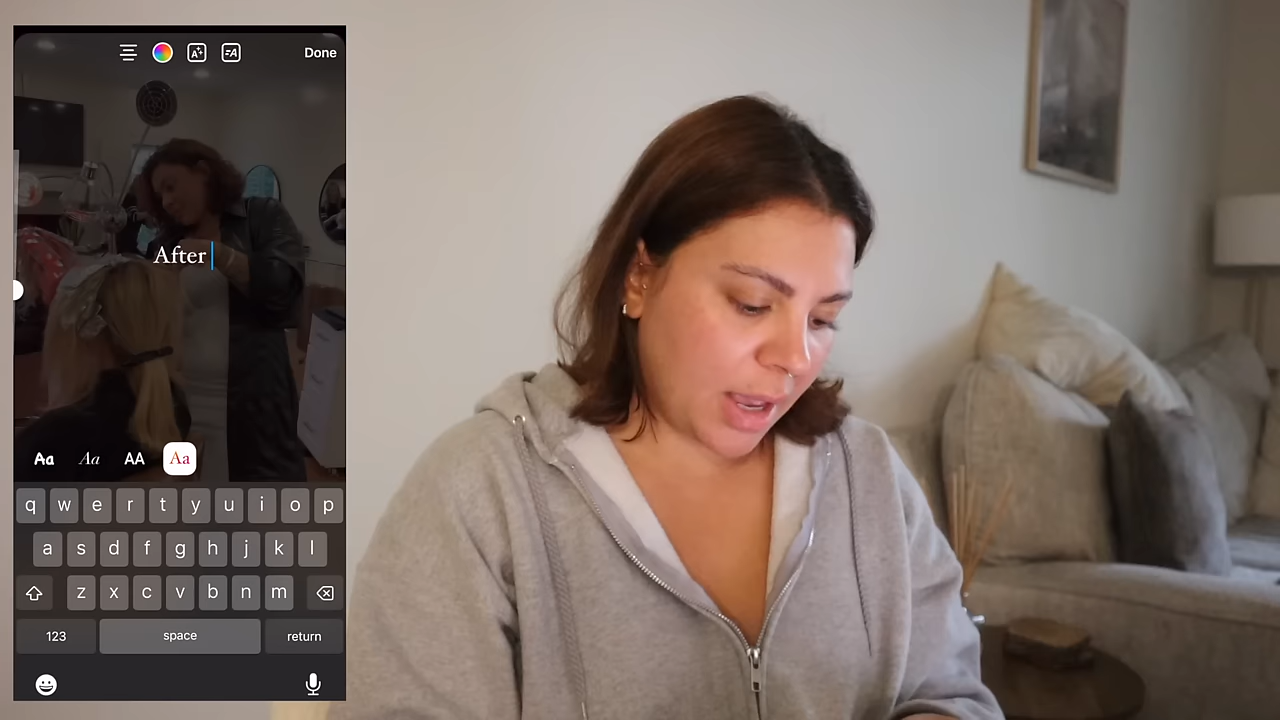 Done
After
Aa Aa AA Aa
q w e r t y u i o p
a s d f g h j k l
z x c v b n m
123 space return